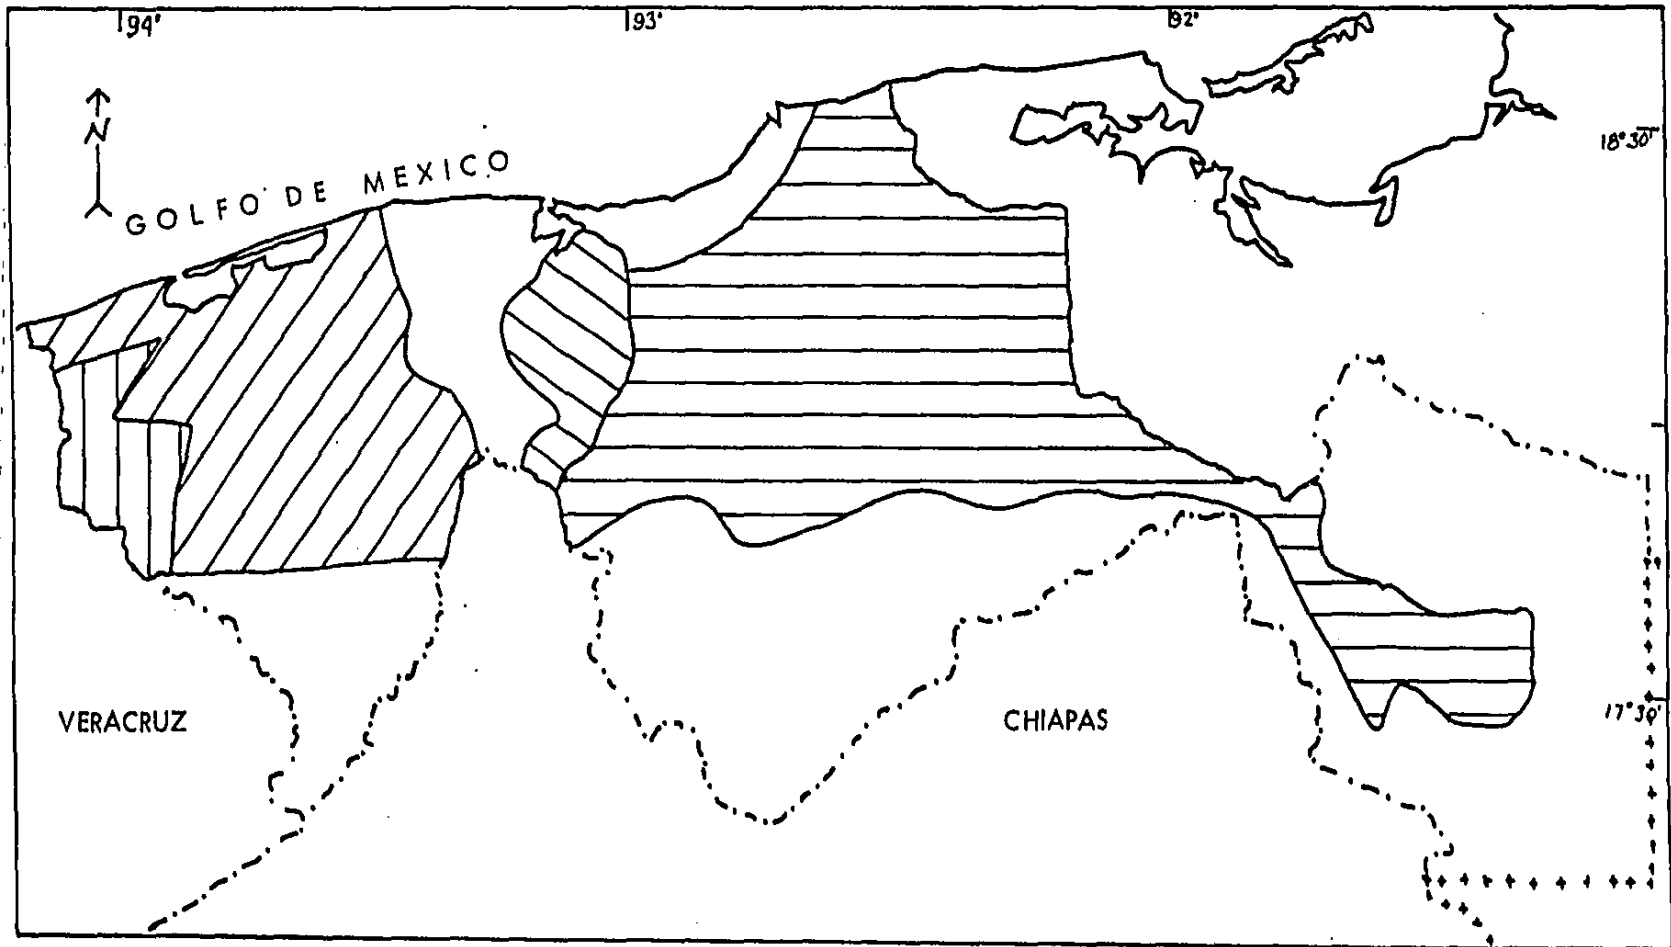 94'
93'
92'
N
18°30'
GOLFO DE MEXICO
VERACRUZ
CHIAPAS
17°30'